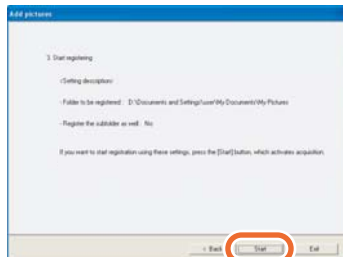 Add pictures
3. Start registering
<Setting description>
- Folder to be registered : D:\Documents and Settings\user\My Documents\My Pictures
- Register the subfolder as well : No
If you want to start registration using these settings, press the [Start] button, which activates acquisition.
< Back
Start
Exit